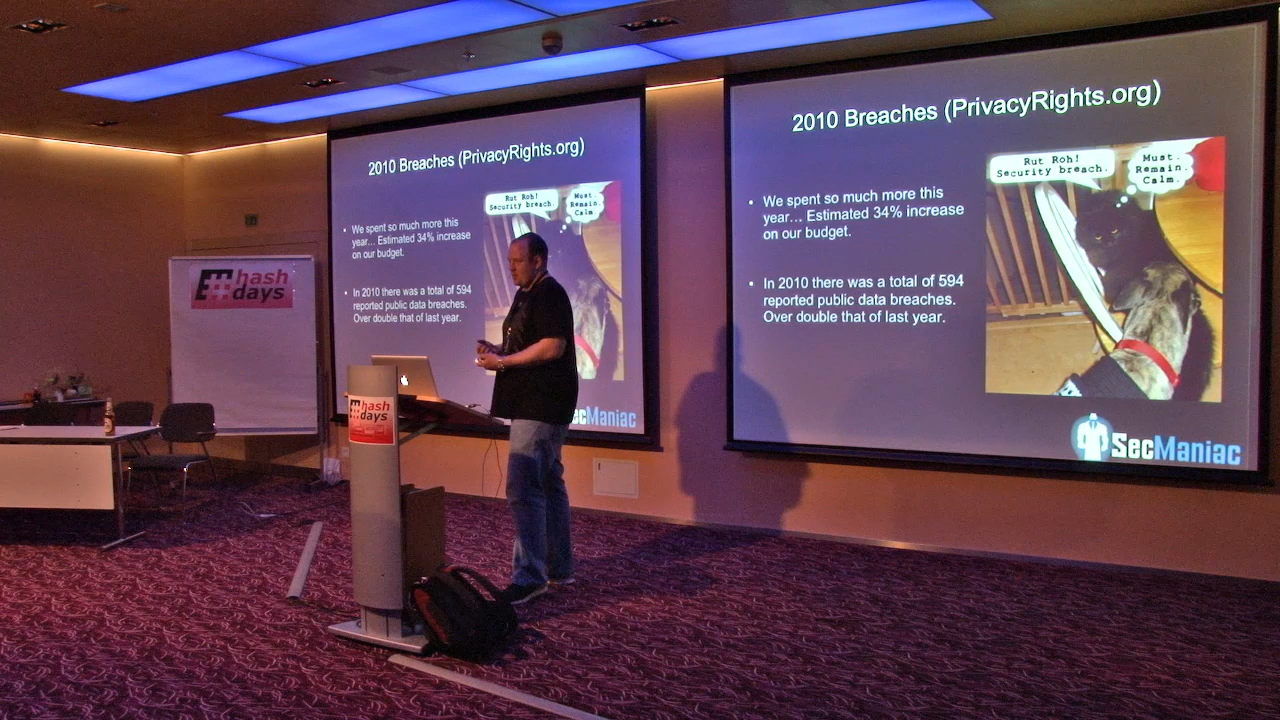 2010 Breaches (PrivacyRights.org)
Rut Roh!
Security breach.
Must.
Remain.
Calm.
• We spent so much more this
year... Estimated 34% increase
on our budget.
• In 2010 there was a total of 594
reported public data breaches.
Over double that of last year.
ecManiac
2010 Breaches (PrivacyRights.org)
Rut Roh!
Security breach.
Must.
Remain.
Calm.
• We spent so much more this
year... Estimated 34% increase
on our budget.
• In 2010 there was a total of 594
reported public data breaches.
Over double that of last year.
SecManiac
hash
days
hash
days